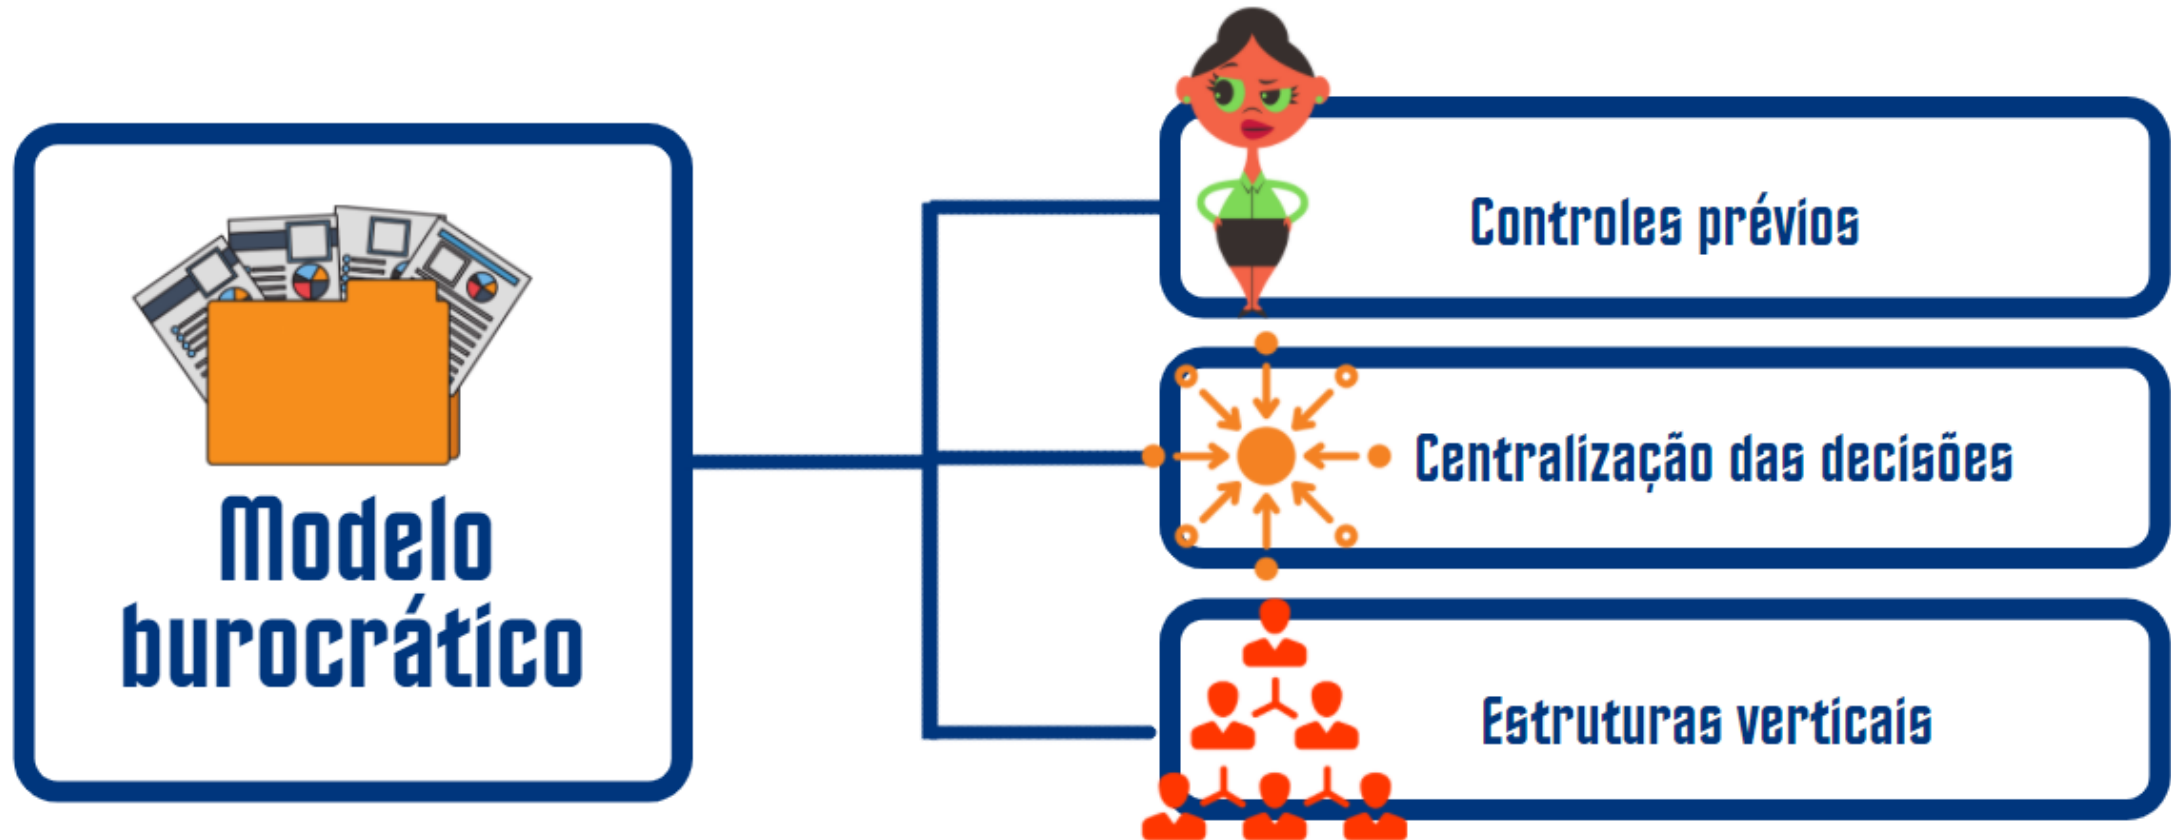 Modelo
burocrático
Controles prévios
Centralização das decisões
Estruturas verticais